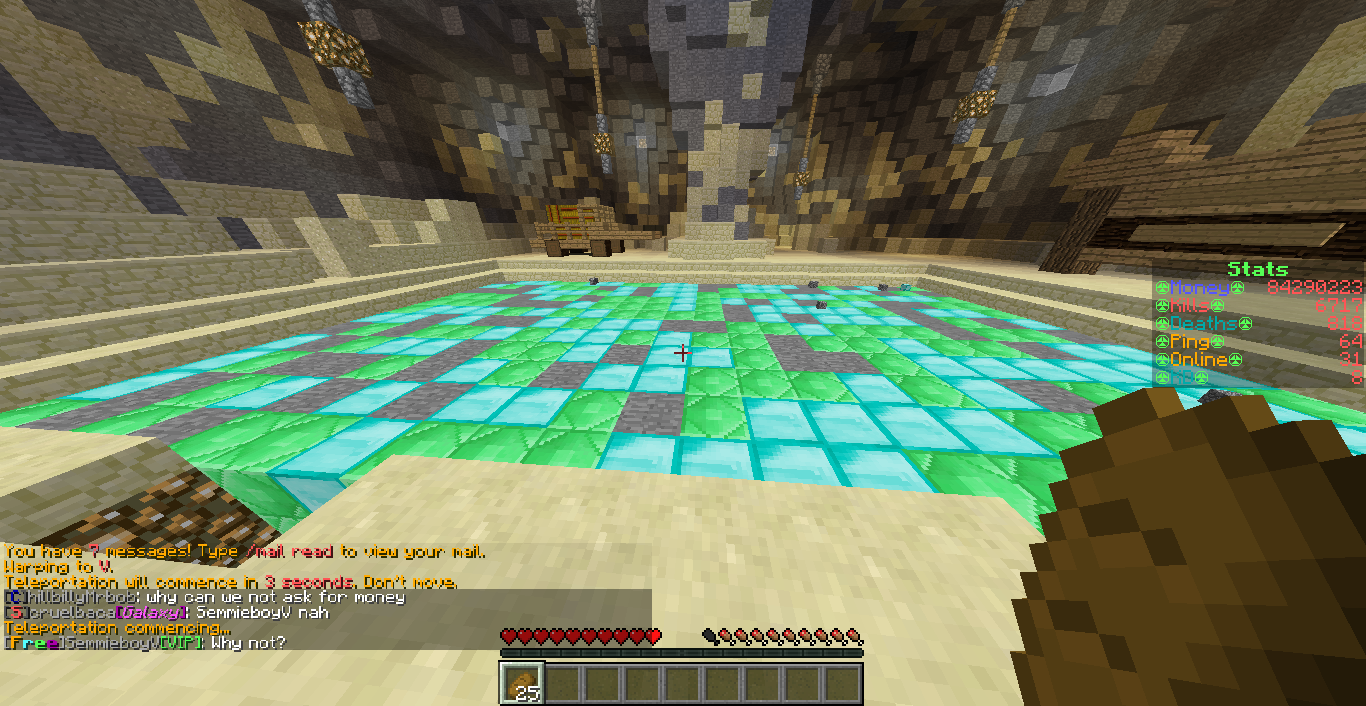 Stats
Money 84290223
Kills 6717
Deaths 818
Ping 64
Online 31
8
You have 7 messages! Type /mail read to view your mail.
Warping to V.
Teleportation will commence in 3 seconds. Don't move.
[C]hillbillyMrbob: why can we not ask for money
[5]cruelbaca[Galaxy] SemmieboyV nah
Teleportation commencing...
[Free]SemmieboyV[VIP]: Why not?
25